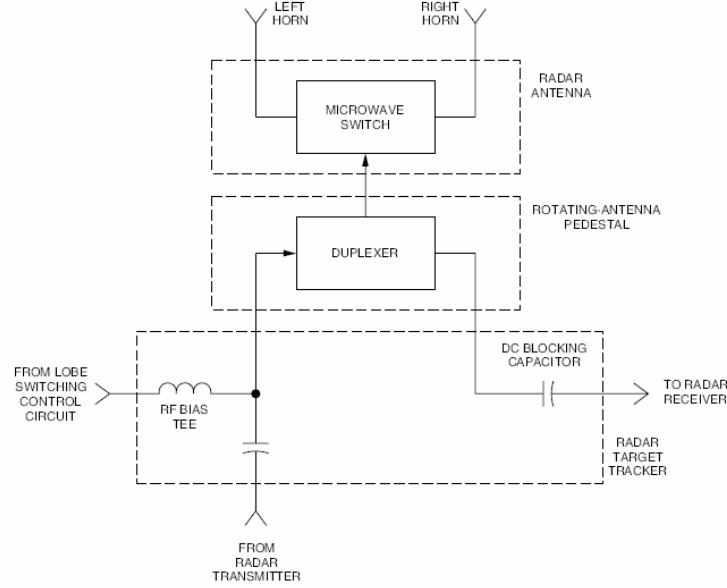 LEFT
HORN
RIGHT
HORN
RADAR
ANTENNA
MICROWAVE
SWITCH
ROTATING-ANTENNA
PEDESTAL
DUPLEXER
DC BLOCKING
CAPACITOR
FROM LOBE
SWITCHING
CONTROL
CIRCUIT
RF BIAS
TEE
TO RADAR
RECEIVER
RADAR
TARGET
TRACKER
FROM
RADAR
TRANSMITTER